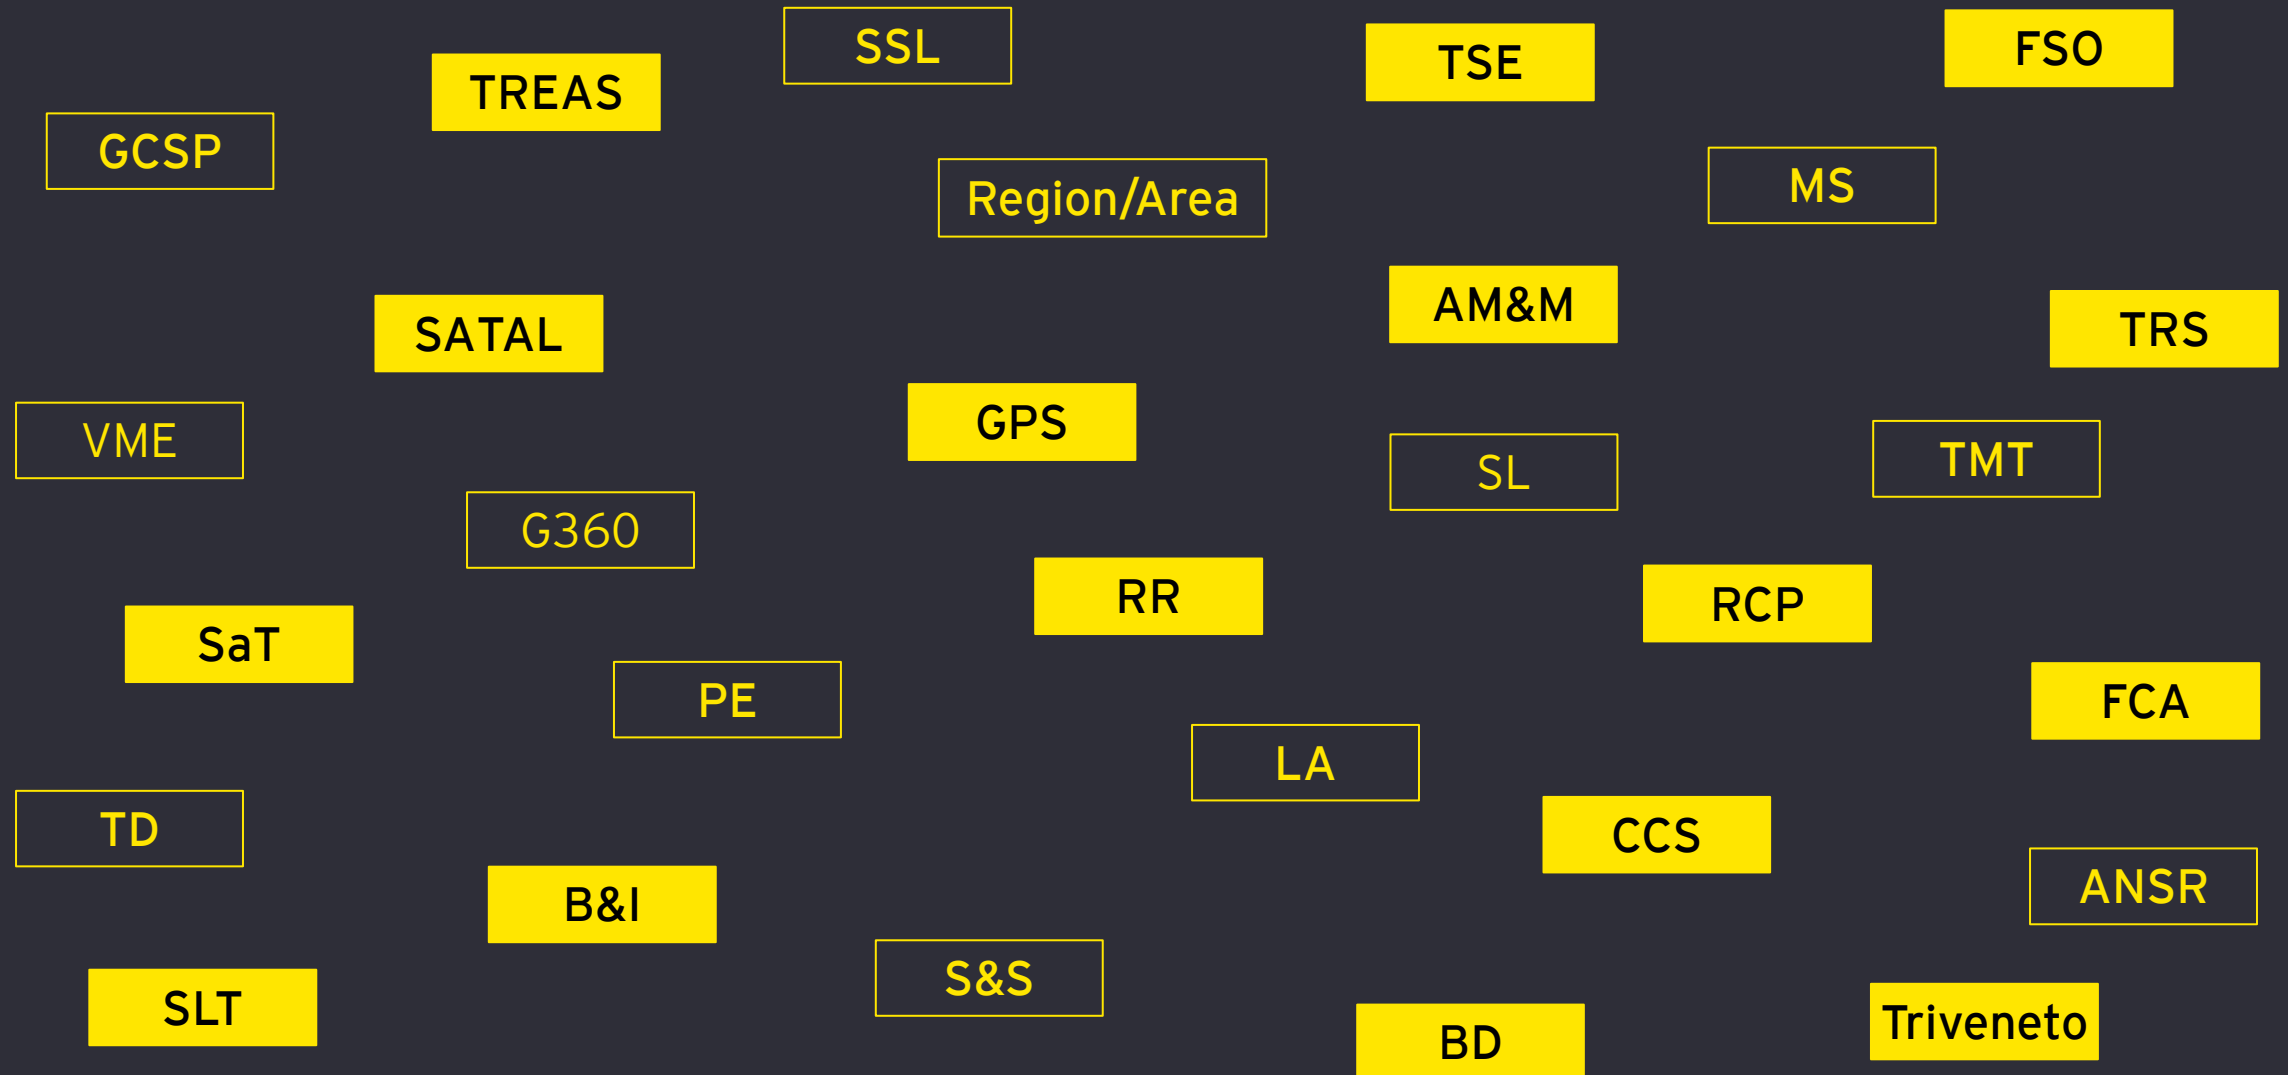 SSL
TSE
FSO
TREAS
GCSP
Region/Area
MS
AM&M
SATAL
TRS
GPS
VME
SL
TMT
G360
RR
RCP
SaT
PE
FCA
LA
TD
CCS
ANSR
B&I
S&S
SLT
Triveneto
BD